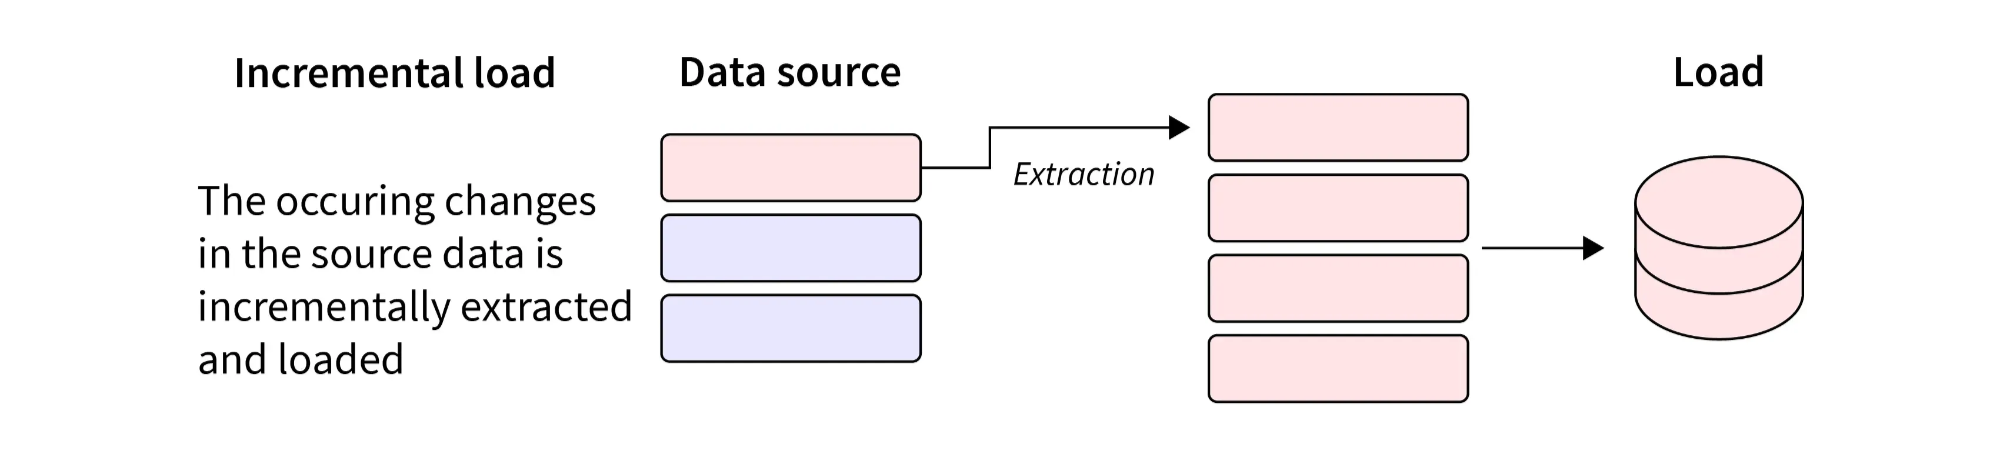 Incremental load
The occuring changes
in the source data is
incrementally extracted
and loaded
Data source
Extraction
Load